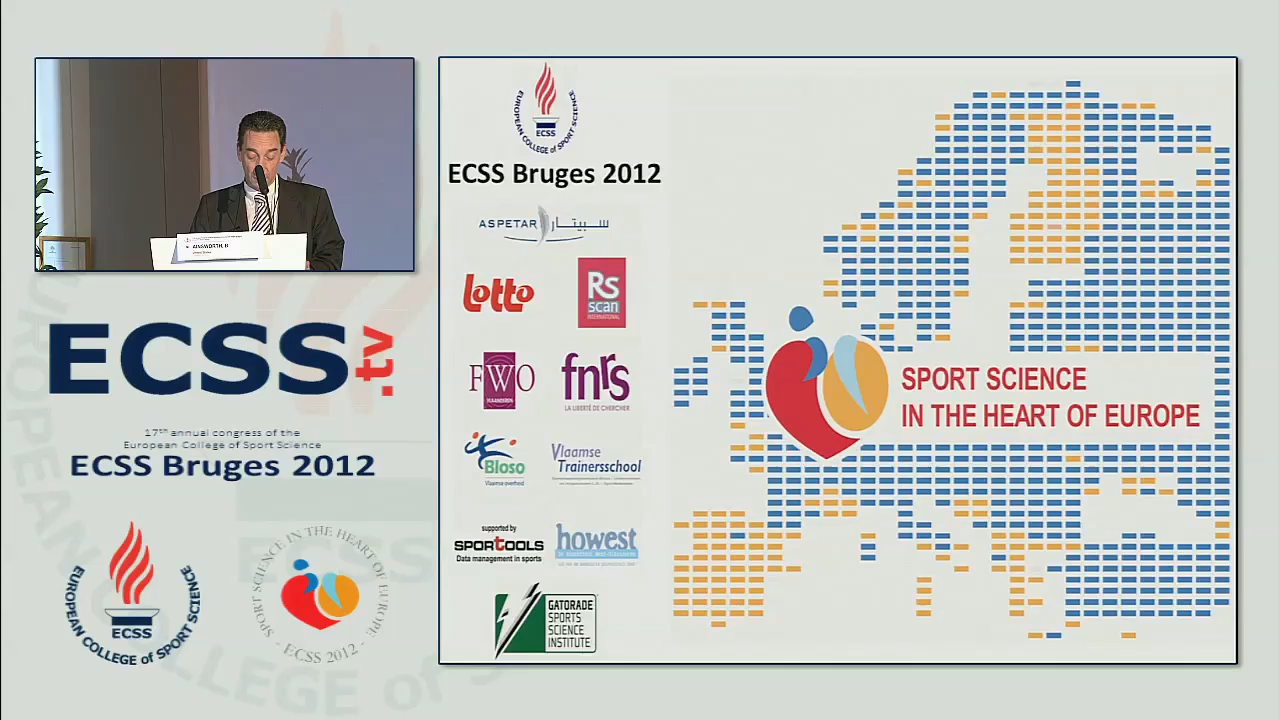 AINSWORTH, B
ECSS.tv
17th annual congress of the
European College of Sport Science
ECSS Bruges 2012
EUROPEAN COLLEGE of SPORT SCIENCE
ECSS
SPORT SCIENCE IN THE HEART OF EUROPE
- ECSS 2012 -
EUROPEAN COLLEGE of SPORT SCIENCE
ECSS
ECSS Bruges 2012
ASPETAR سبيتار
lotto
Rs
scan
INTERNATIONAL
FWO
VLAANDEREN
fnrs
LA LIBERTÉ DE CHERCHER
Bloso
Vlaamse overheid
Vlaamse
Trainersschool
supported by
SPORTOOLS
Data management in sports
howest
GATORADE
SPORTS
SCIENCE
INSTITUTE
SPORT SCIENCE
IN THE HEART OF EUROPE